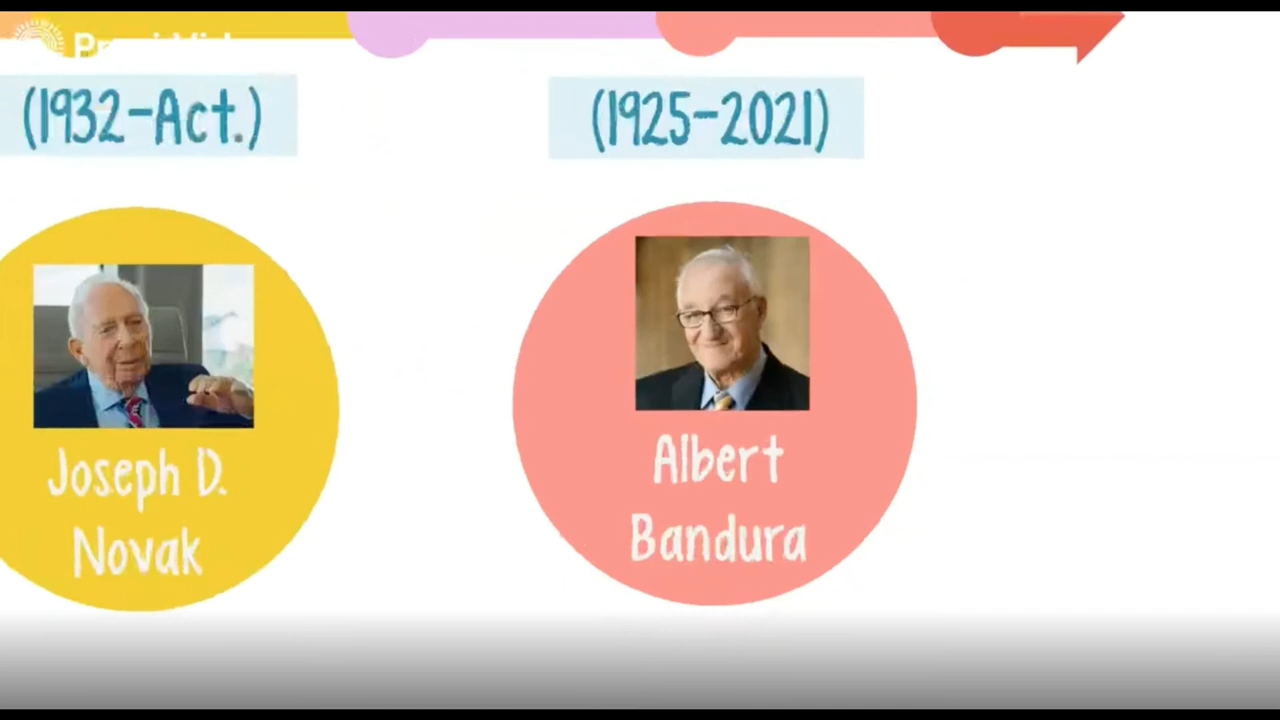 (1932-Act.)
(1925-2021)
Joseph D.
Novak
Albert
Bandura